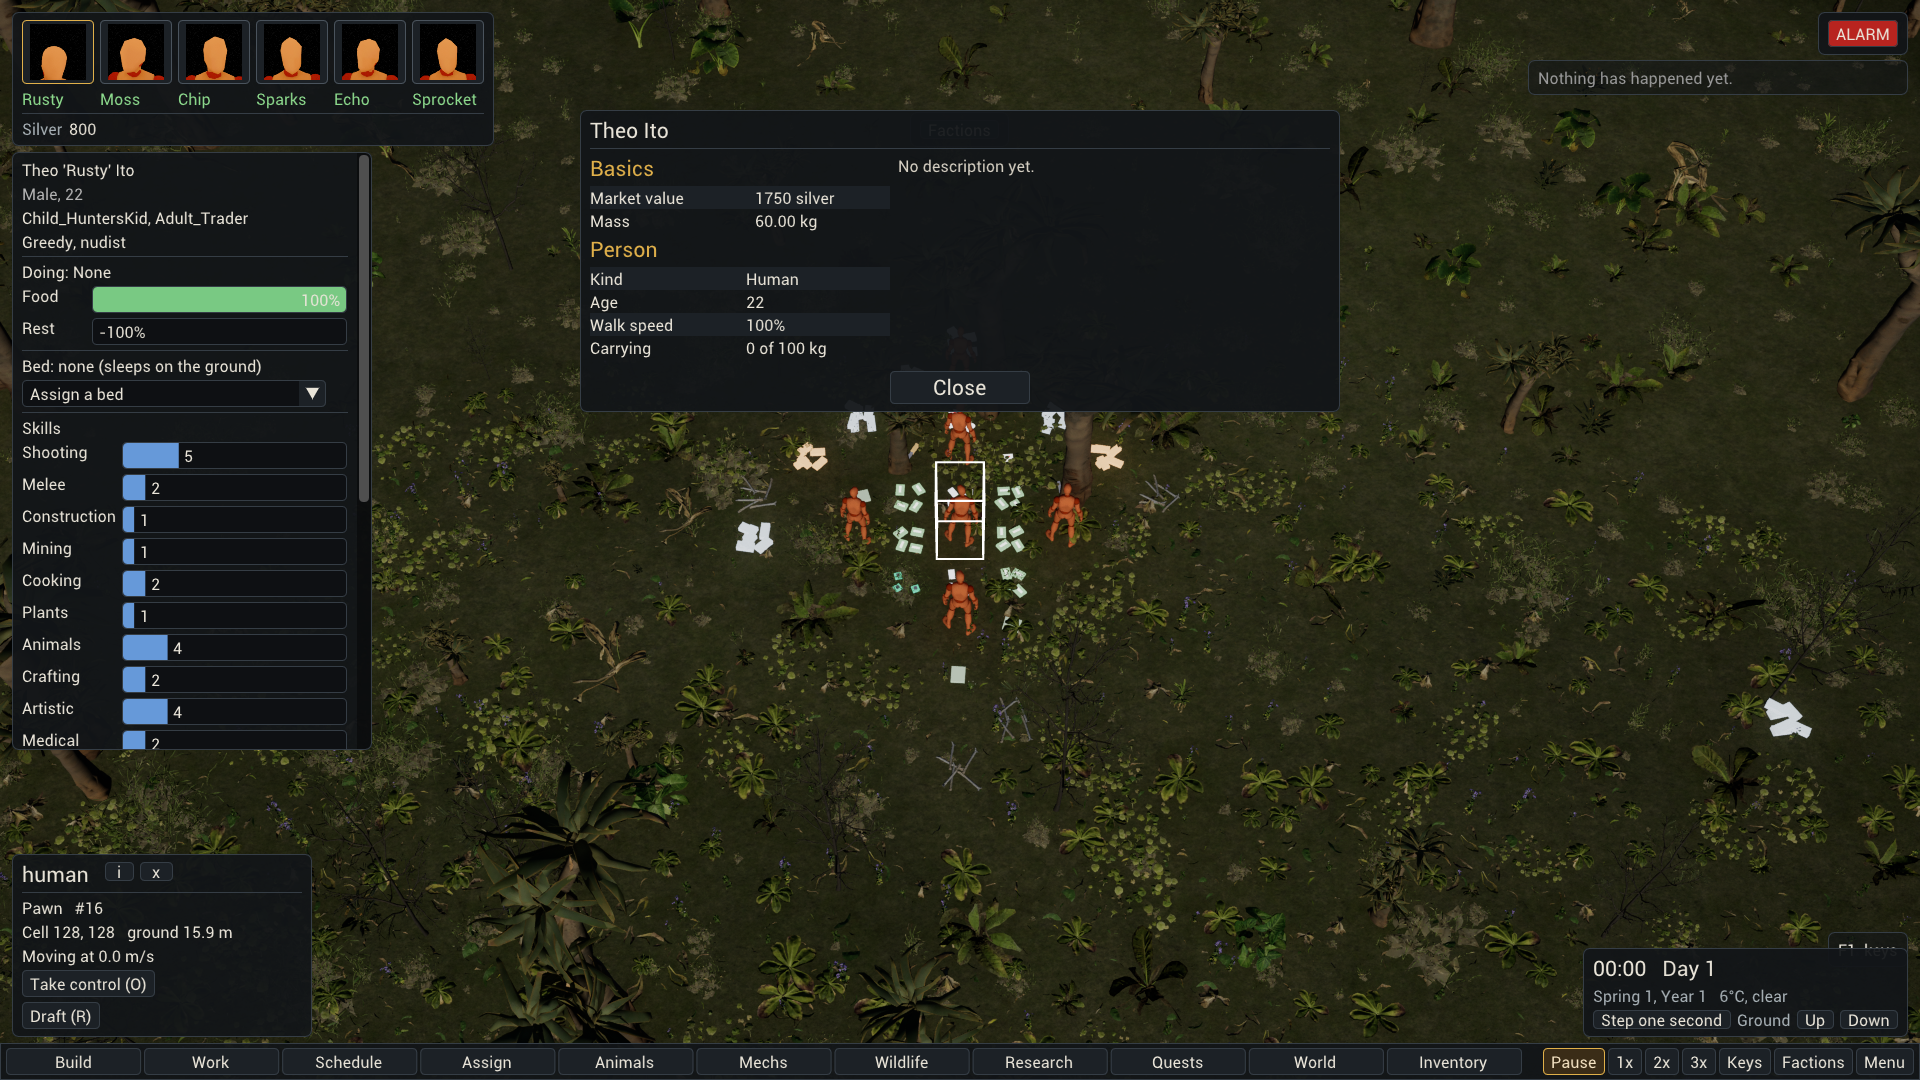 Rusty Moss Chip Sparks Echo Sprocket
Silver 800
ALARM
Nothing has happened yet.
Theo 'Rusty' Ito
Male, 22
Child_HuntersKid, Adult_Trader
Greedy, nudist
Doing: None
Food 100%
Rest -100%
Bed: none (sleeps on the ground)
Assign a bed
Skills
Shooting 5
Melee 2
Construction 1
Mining 1
Cooking 2
Plants 1
Animals 4
Crafting 2
Artistic 4
Medical 2
Theo Ito
Factions
Basics
Market value 1750 silver
Mass 60.00 kg
Person
Kind Human
Age 22
Walk speed 100%
Carrying 0 of 100 kg
No description yet.
Close
human i x
Pawn #16
Cell 128, 128 ground 15.9 m
Moving at 0.0 m/s
Take control (O)
Draft (R)
F1 keys
00:00 Day 1
Spring 1, Year 1 6°C, clear
Step one second Ground Up Down
Build Work Schedule Assign Animals Mechs Wildlife Research Quests World Inventory Pause 1x 2x 3x Keys Factions Menu